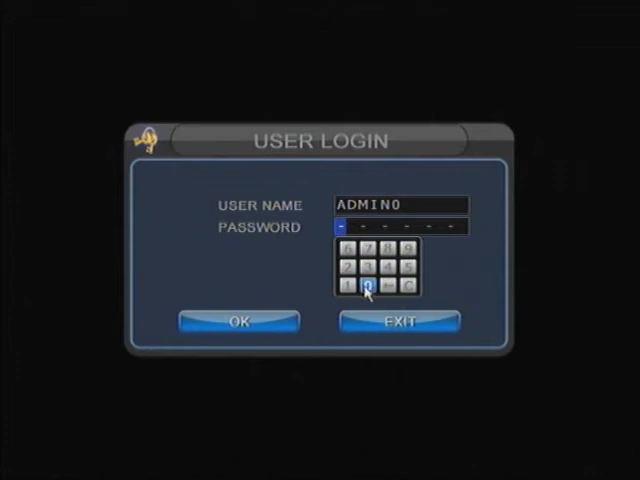 USER LOGIN
USER NAME ADMIN0
PASSWORD - - - - - -
6 7 8 9
2 3 4 5
1 0 ← C
OK EXIT